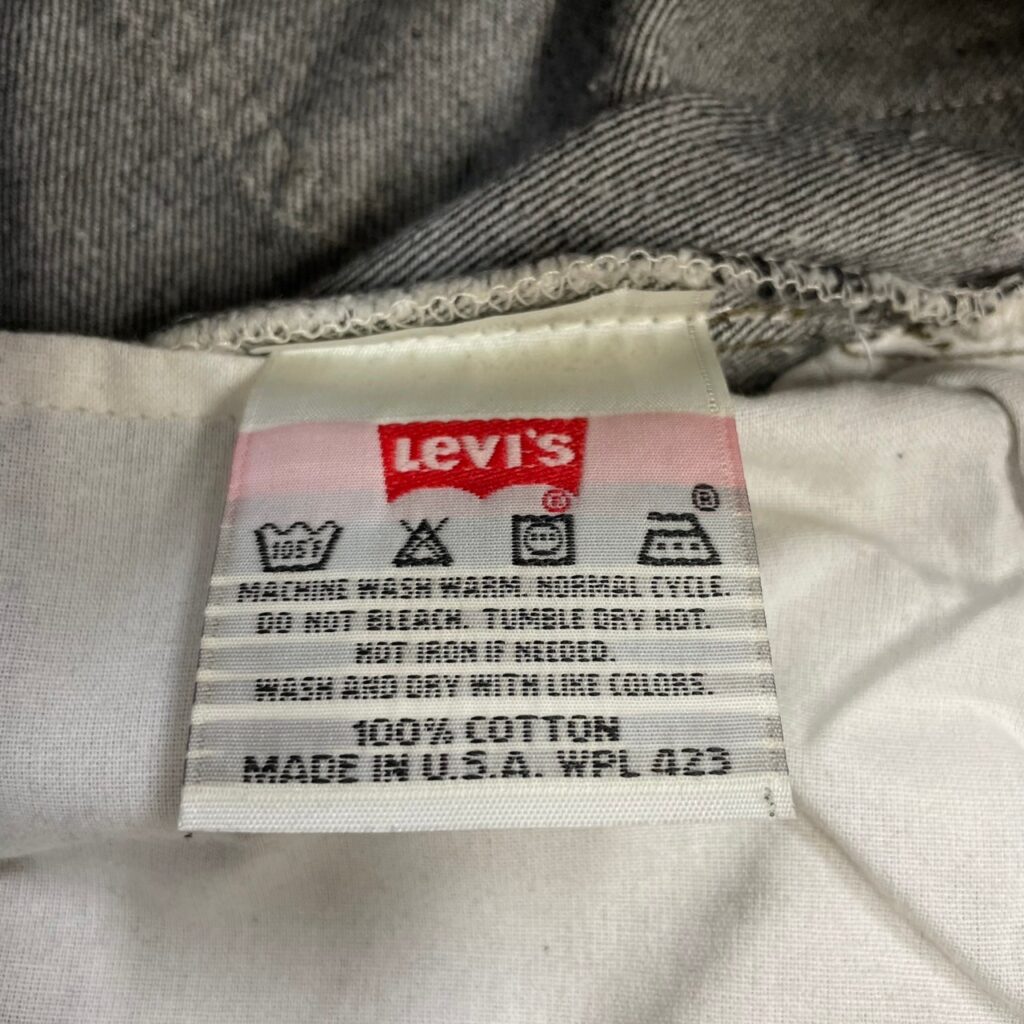 LEVI'S ®
®
105F
MACHINE WASH WARM. NORMAL CYCLE.
DO NOT BLEACH. TUMBLE DRY HOT.
HOT IRON IF NEEDED.
WASH AND DRY WITH LIKE COLORS.
100% COTTON
MADE IN U.S.A. WPL 423